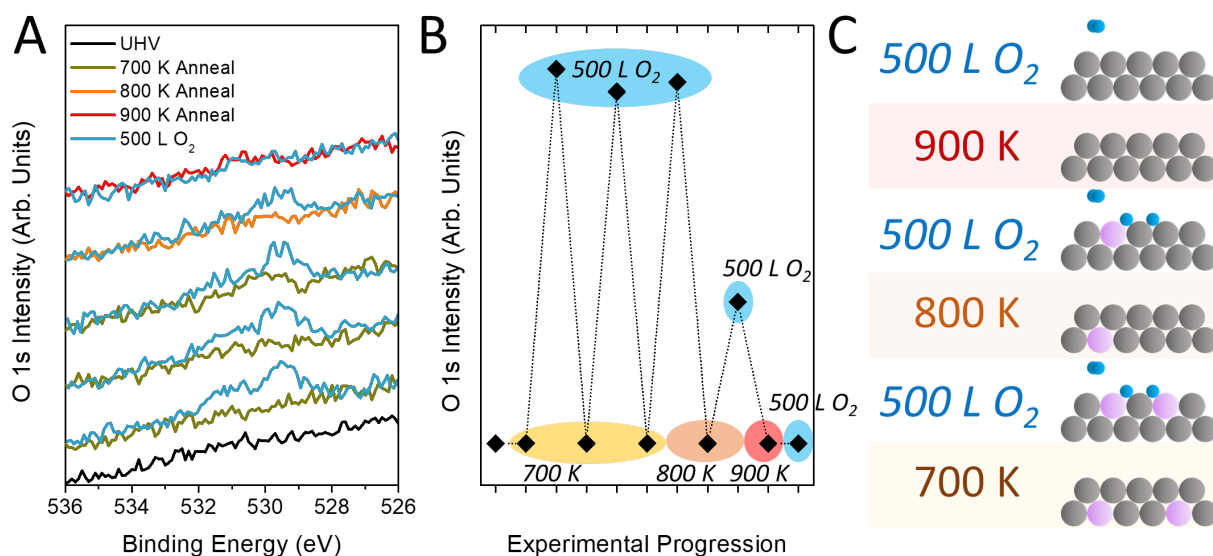 A
UHV
700 K Anneal
800 K Anneal
900 K Anneal
500 L O₂
O 1s Intensity (Arb. Units)
536 534 532 530 528 526
Binding Energy (eV)
B
500 L O₂
500 L O₂
500 L O₂
700 K
800 K
900 K
O 1s Intensity (Arb. Units)
Experimental Progression
C
500 L O₂
900 K
500 L O₂
800 K
500 L O₂
700 K